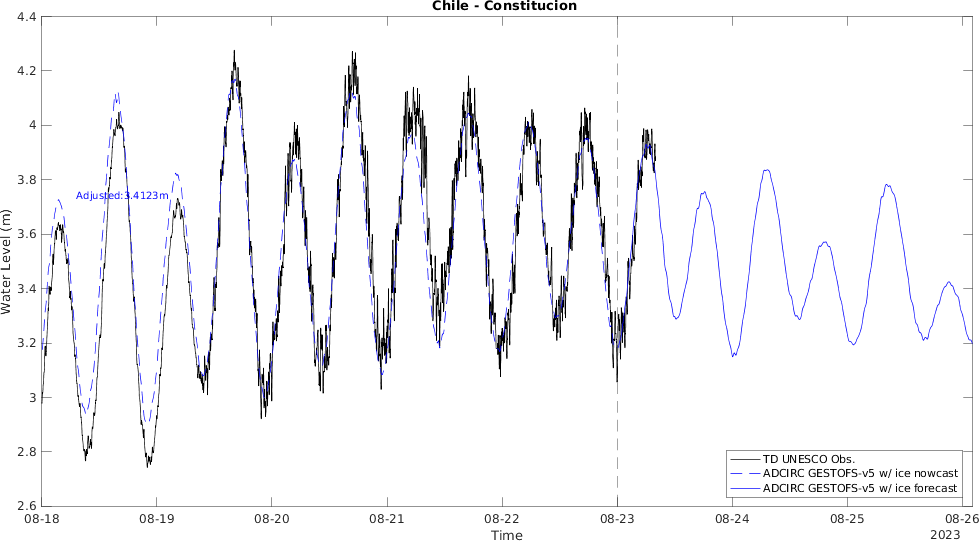 Chile - Constitucion
4.4
4.2
4
3.8
3.6
3.4
3.2
3
2.8
2.6
Water Level (m)
Adjusted:3.4123m
TD UNESCO Obs.
ADCIRC GESTOFS-v5 w/ ice nowcast
ADCIRC GESTOFS-v5 w/ ice forecast
08-18 08-19 08-20 08-21 08-22 08-23 08-24 08-25 08-26
Time
2023